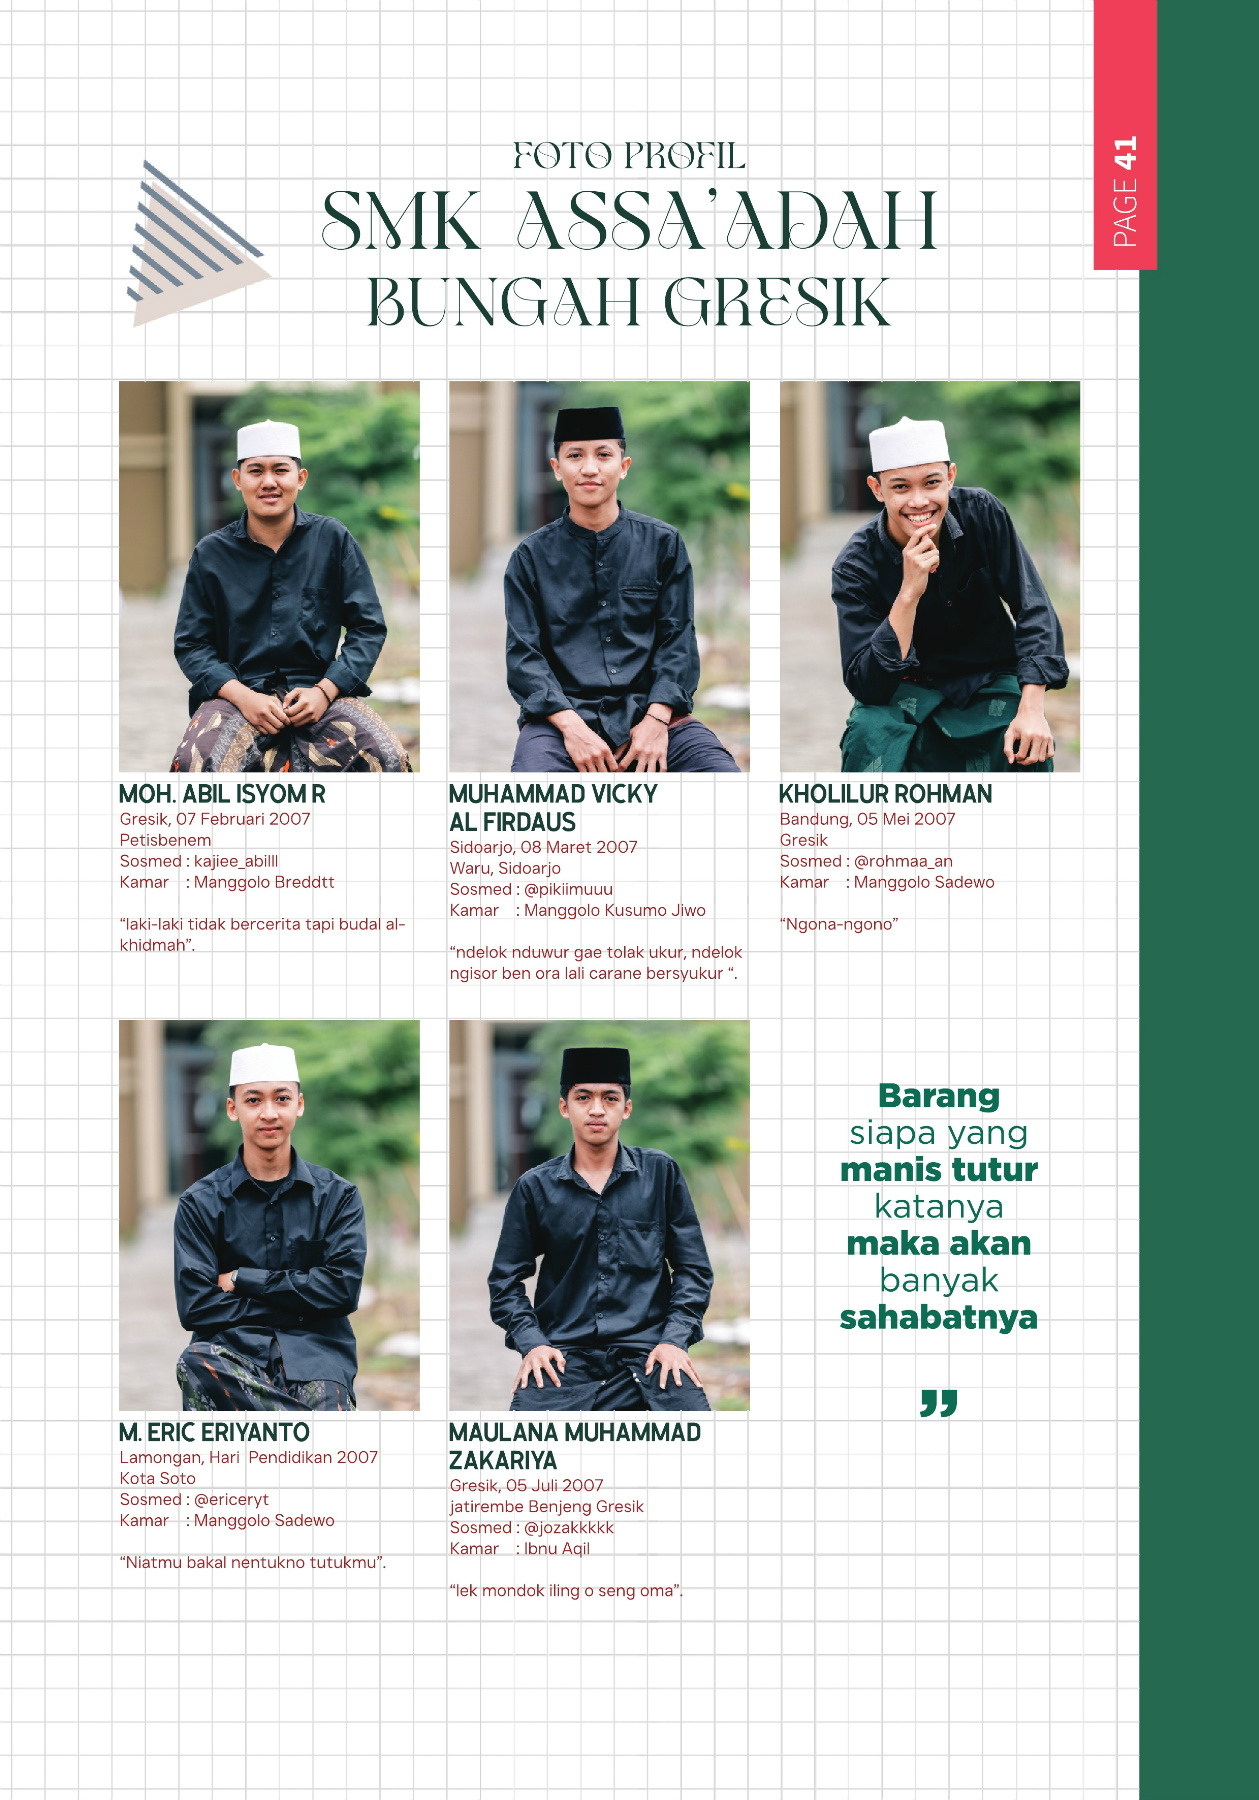 PAGE 41
FOTO PROFIL
SMK ASSA'ADAH
BUNGAH GRESIK
MOH. ABIL ISYOM R
Gresik, 07 Februari 2007
Petisbenem
Sosmed : kajiee_abilll
Kamar : Manggolo Breddtt
“laki-laki tidak bercerita tapi budal al-
khidmah”.
MUHAMMAD VICKY
AL FIRDAUS
Sidoarjo, 08 Maret 2007
Waru, Sidoarjo
Sosmed : @pikiimuuu
Kamar : Manggolo Kusumo Jiwo
“ndelok nduwur gae tolak ukur, ndelok
ngisor ben ora lali carane bersyukur “.
KHOLILUR ROHMAN
Bandung, 05 Mei 2007
Gresik
Sosmed : @rohmaa_an
Kamar : Manggolo Sadewo
“Ngona-ngono”
M. ERIC ERIYANTO
Lamongan, Hari Pendidikan 2007
Kota Soto
Sosmed : @ericeryt
Kamar : Manggolo Sadewo
“Niatmu bakal nentukno tutukmu”.
MAULANA MUHAMMAD
ZAKARIYA
Gresik, 05 Juli 2007
jatirembe Benjeng Gresik
Sosmed : @jozakkkkk
Kamar : Ibnu Aqil
“lek mondok iling o seng oma”.
Barang
siapa yang
manis tutur
katanya
maka akan
banyak
sahabatnya
”